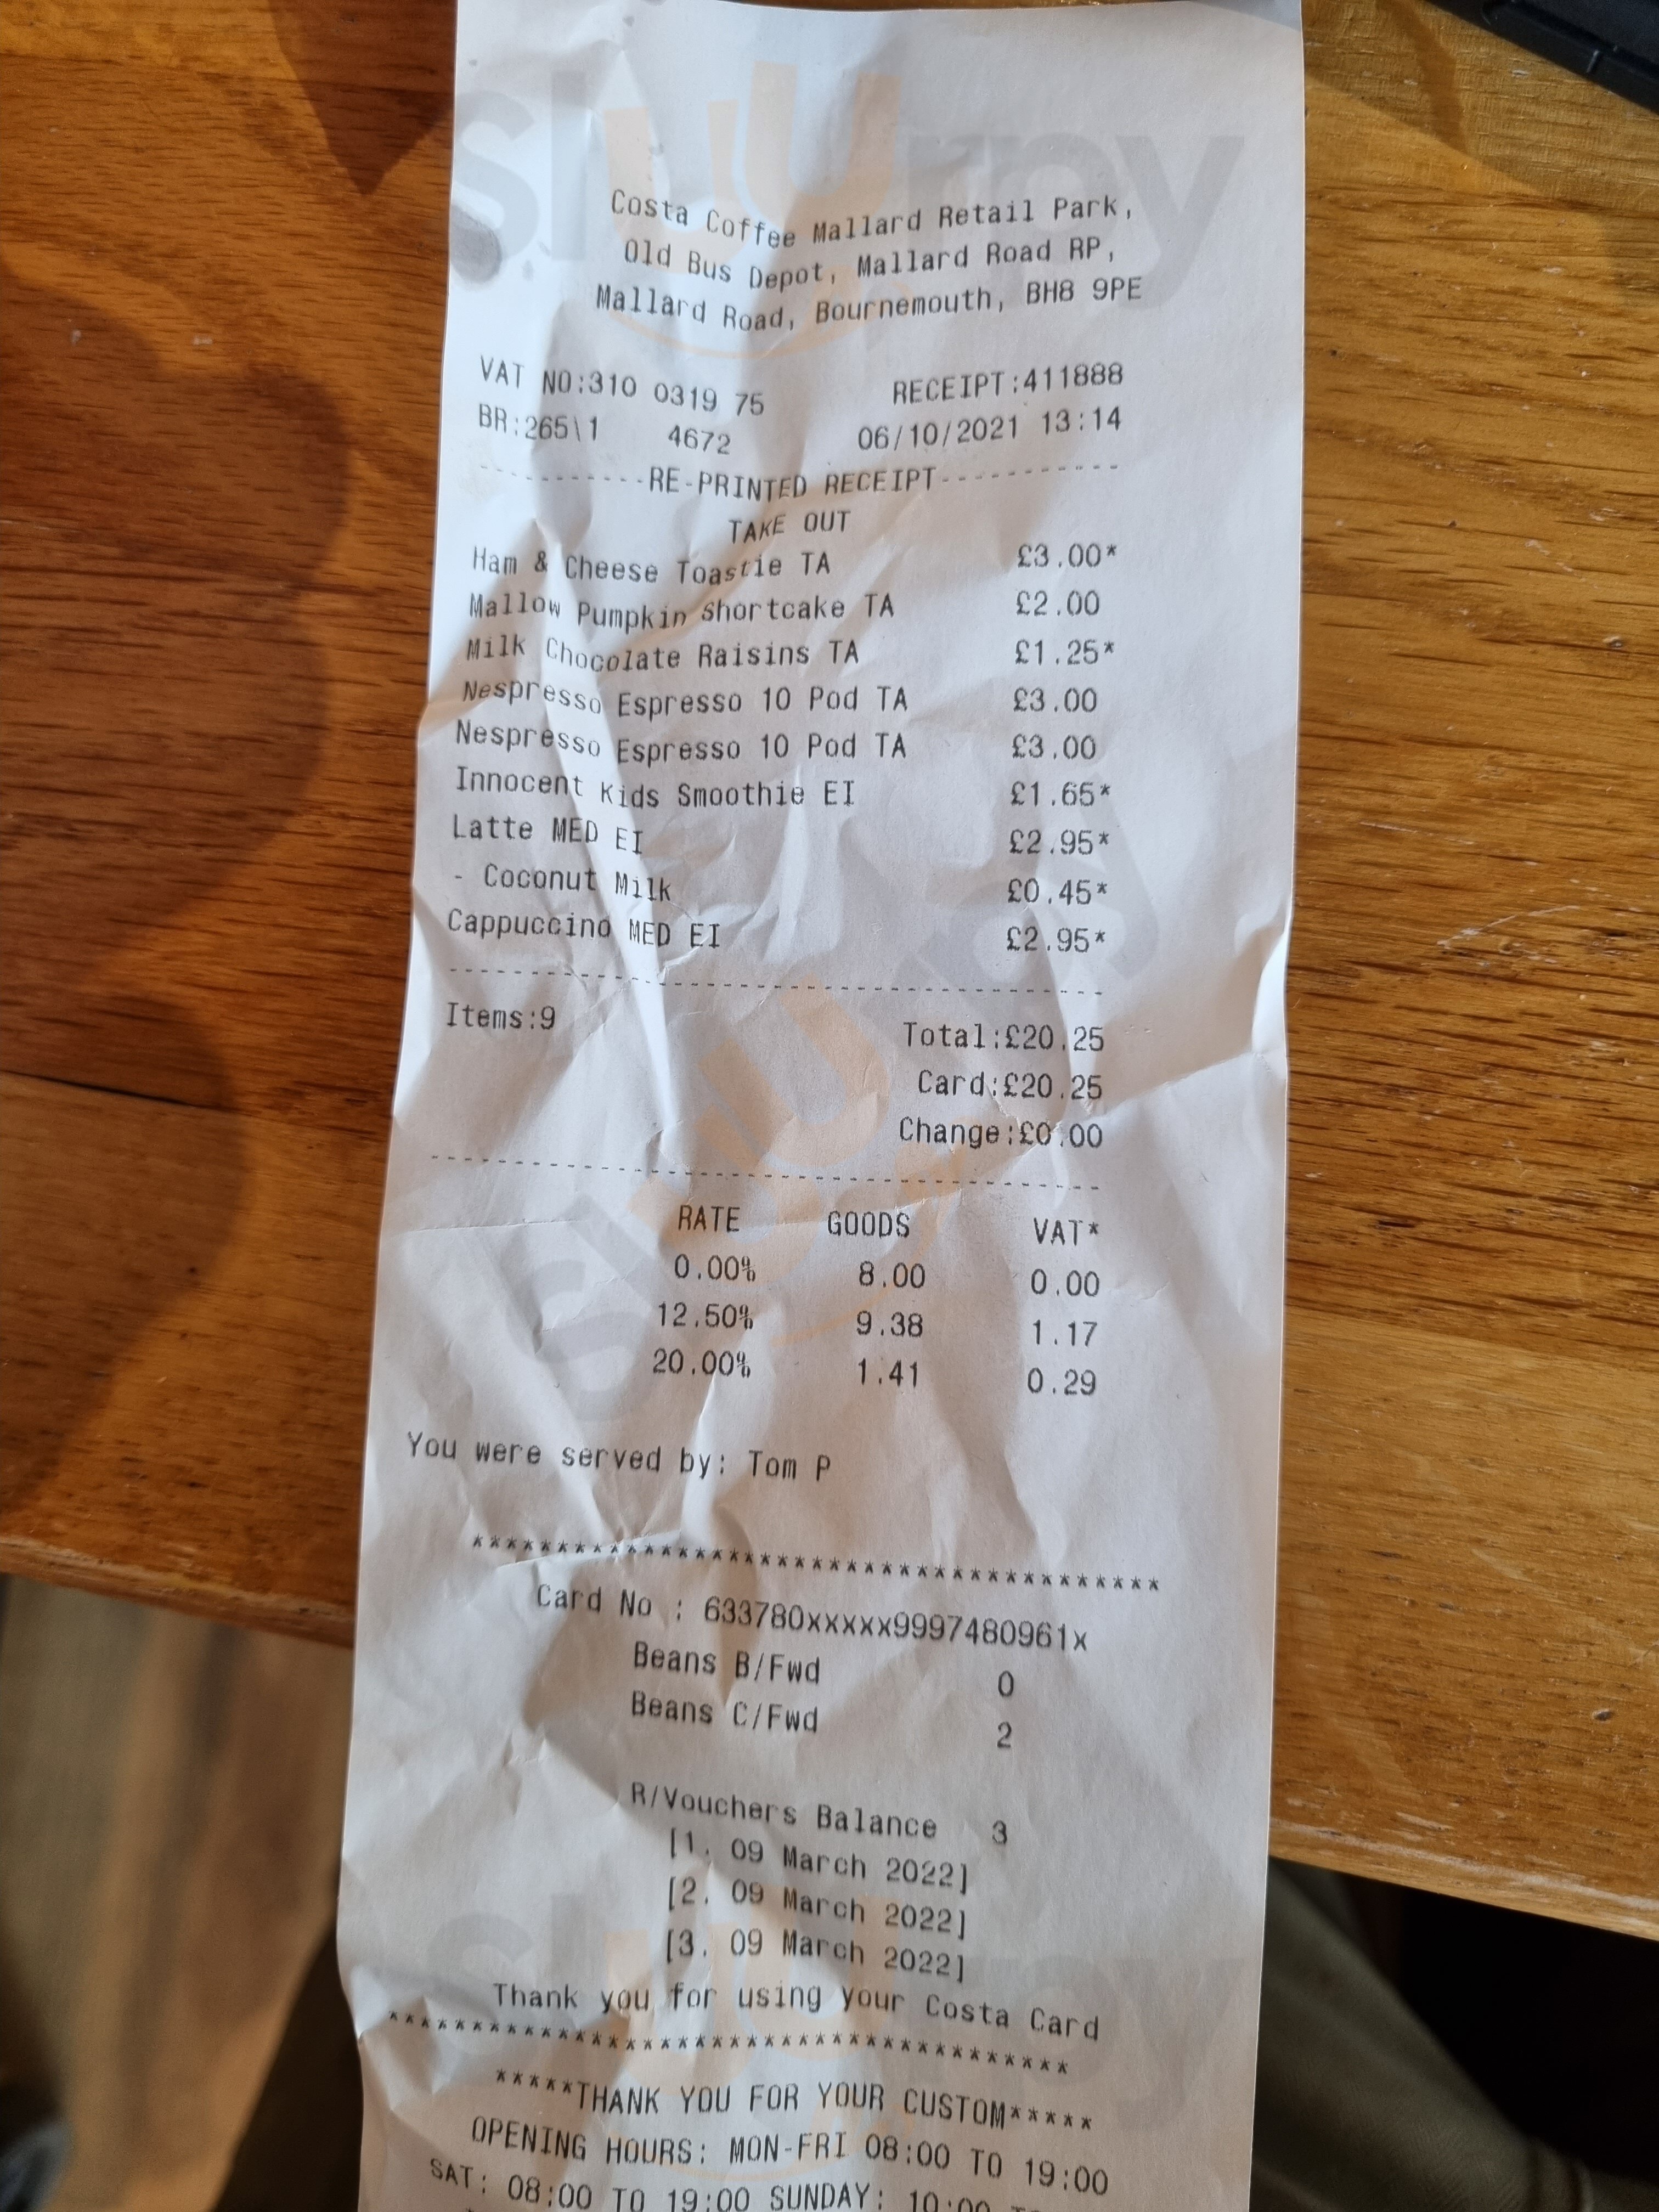 Costa Coffee Mallard Retail Park,
Old Bus Depot, Mallard Road RP,
Mallard Road, Bournemouth, BH8 9PE
VAT NO:310 0319 75 RECEIPT:411888
BR:265\1 4672 06/10/2021 13:14
----------RE-PRINTED RECEIPT-----------
TAKE OUT
Ham & Cheese Toastie TA £3.00*
Mallow Pumpkin Shortcake TA £2.00
Milk Chocolate Raisins TA £1.25*
Nespresso Espresso 10 Pod TA £3.00
Nespresso Espresso 10 Pod TA £3.00
Innocent Kids Smoothie EI £1.65*
Latte MED EI £2.95*
- Coconut Milk £0.45*
Cappuccino MED EI £2.95*
----------------------------------------
Items:9 Total:£20.25
Card:£20.25
Change:£0.00
----------------------------------------
RATE GOODS VAT*
0.00% 8.00 0.00
12.50% 9.38 1.17
20.00% 1.41 0.29
You were served by: Tom P
****************************************
Card No : 633780xxxxx9997480961x
Beans B/Fwd 0
Beans C/Fwd 2
R/Vouchers Balance 3
[1. 09 March 2022]
[2. 09 March 2022]
[3. 09 March 2022]
Thank you for using your Costa Card
****************************************
*****THANK YOU FOR YOUR CUSTOM*****
OPENING HOURS: MON-FRI 08:00 TO 19:00
SAT: 08:00 TO 19:00 SUNDAY: 10:00
sluurpy
sluurpy
sluurpy